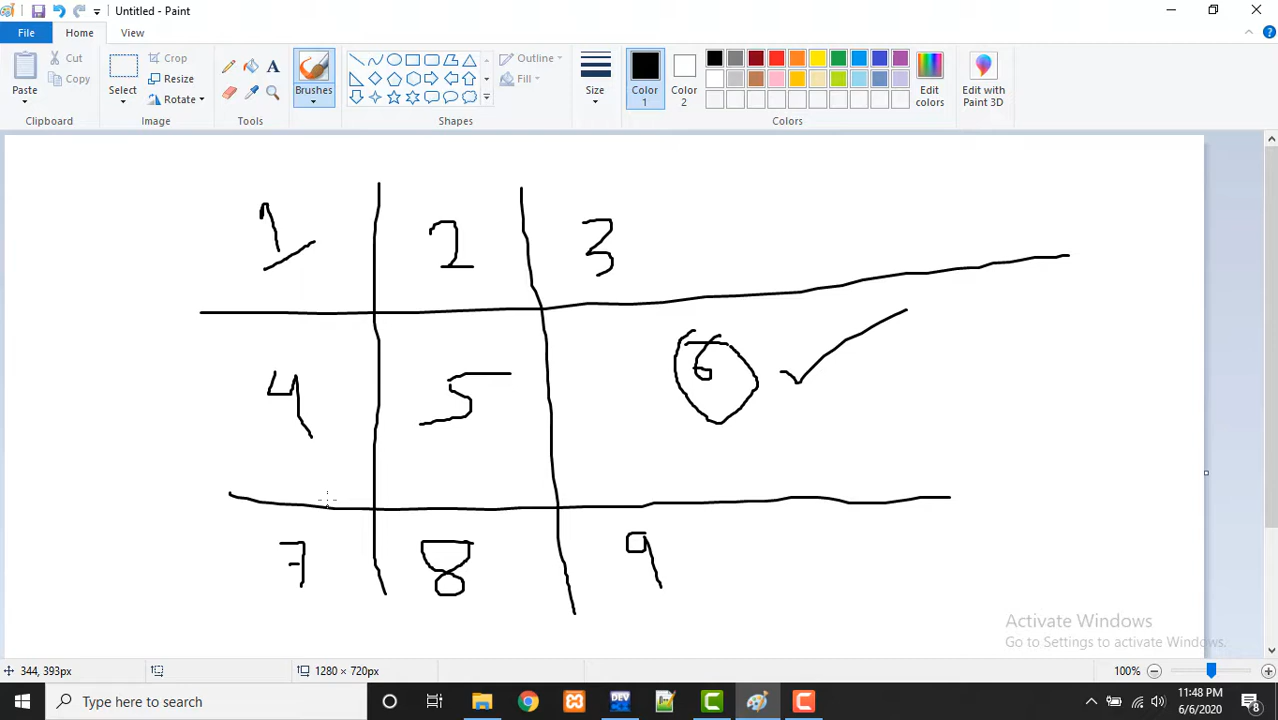 Untitled - Paint
File Home View
Paste
Cut
Copy
Clipboard
Select
Crop
Resize
Rotate
Image
A
Tools
Brushes
Outline
Fill
Shapes
Size
Color 1
Color 2
Edit colors
Colors
Edit with Paint 3D
1 2 3
4 5 6
7 8 9
Activate Windows
Go to Settings to activate Windows.
344, 393px
1280 × 720px
100%
Type here to search
DEV
11:48 PM
6/6/2020
8